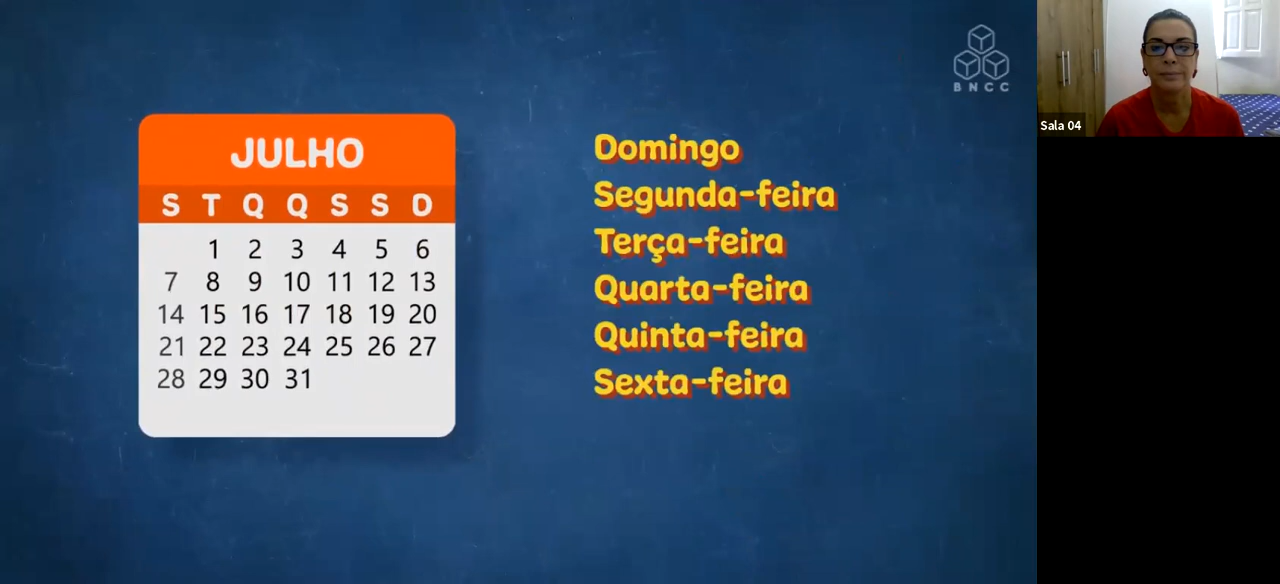 JULHO
S T Q Q S S D
1 2 3 4 5 6
7 8 9 10 11 12 13
14 15 16 17 18 19 20
21 22 23 24 25 26 27
28 29 30 31
Domingo
Segunda-feira
Terça-feira
Quarta-feira
Quinta-feira
Sexta-feira
BNCC
Sala 04